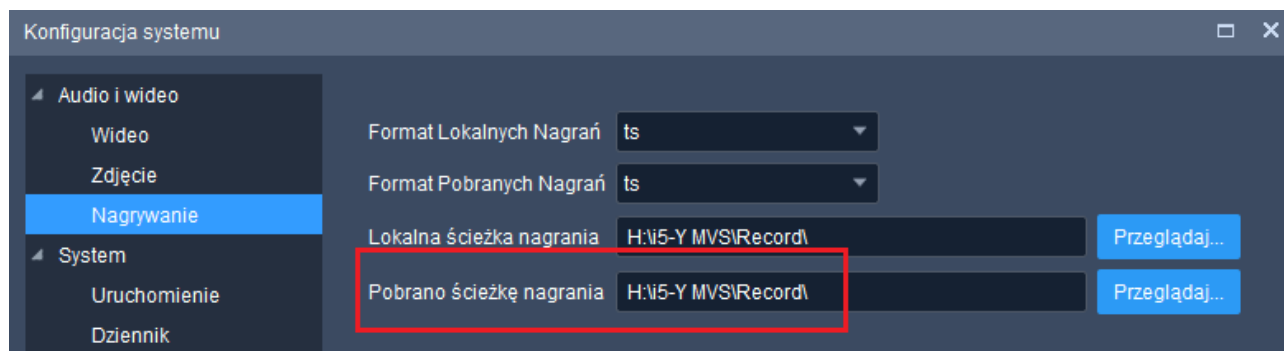 Konfiguracja systemu
Audio i wideo
Wideo
Zdjęcie
Nagrywanie
System
Uruchomienie
Dziennik
Format Lokalnych Nagrań ts
Format Pobranych Nagrań ts
Lokalna ścieżka nagrania H:\i5-Y MVS\Record\ Przeglądaj...
Pobrano ścieżkę nagrania H:\i5-Y MVS\Record\ Przeglądaj...